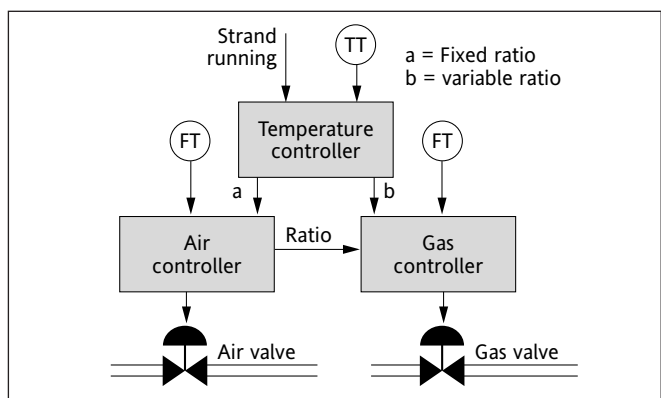 Strand
running
TT
a = Fixed ratio
b = variable ratio
Temperature
controller
FT
FT
a
b
Air
controller
Ratio
Gas
controller
Air valve
Gas valve